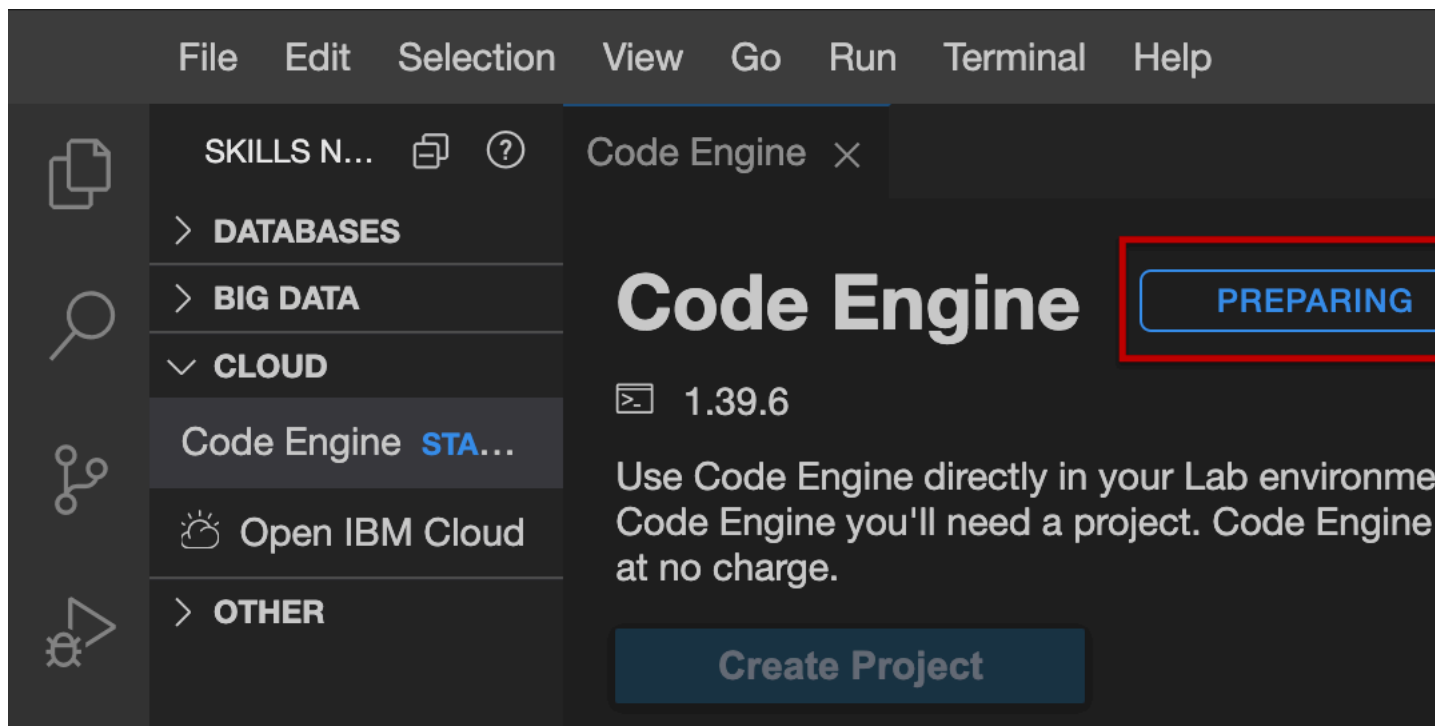 File Edit Selection View Go Run Terminal Help
SKILLS N...
Code Engine
DATABASES
BIG DATA
CLOUD
Code Engine STA...
Open IBM Cloud
OTHER
Code Engine PREPARING
1.39.6
Use Code Engine directly in your Lab environme
Code Engine you'll need a project. Code Engine
at no charge.
Create Project